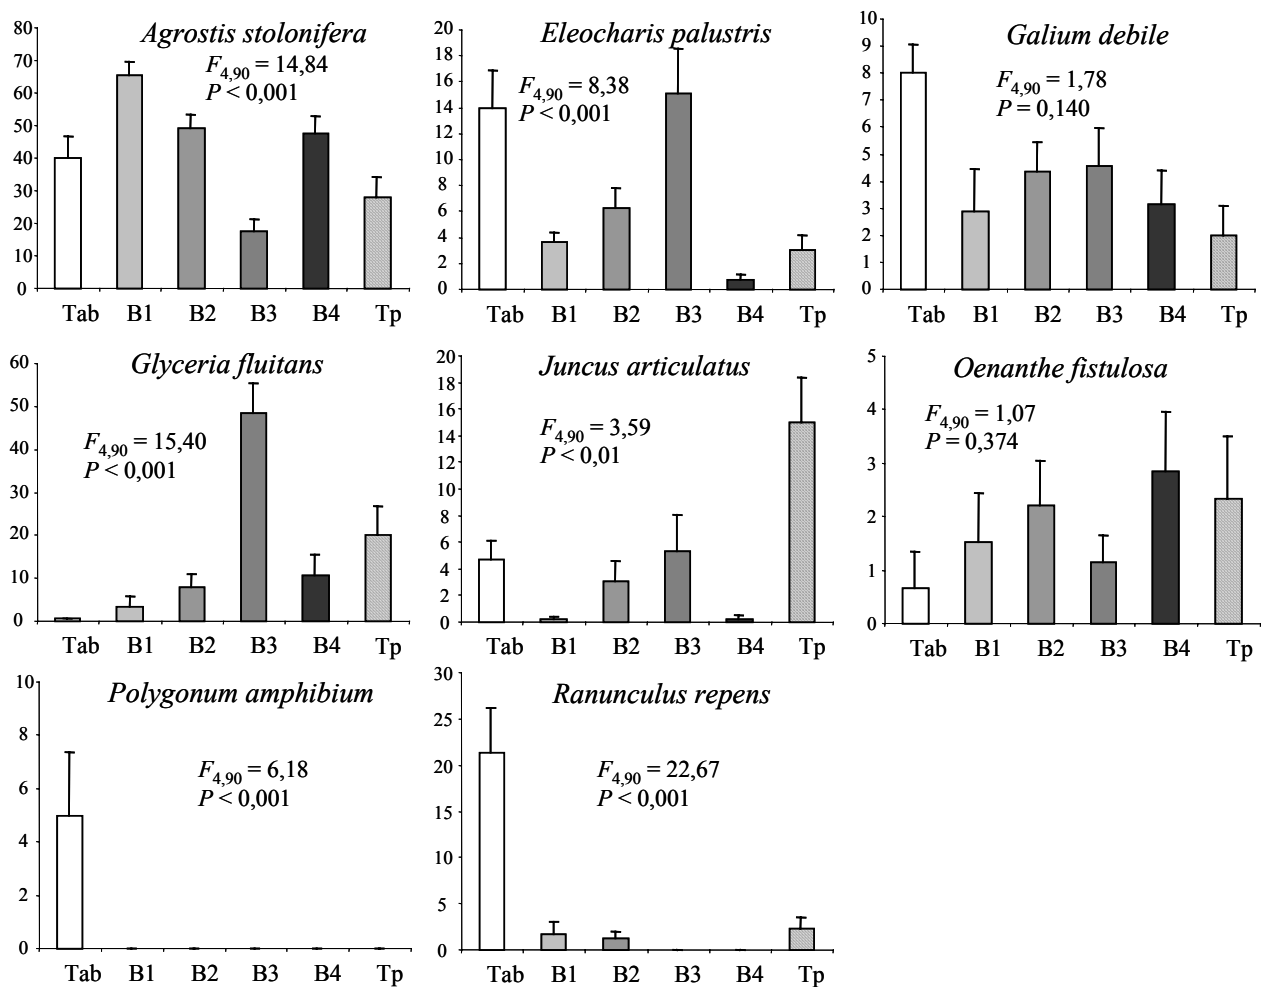 Agrostis stolonifera
F4,90 = 14,84
P < 0,001
80
70
60
50
40
30
20
10
0
Tab B1 B2 B3 B4 Tp
Eleocharis palustris
F4,90 = 8,38
P < 0,001
20
18
16
14
12
10
8
6
4
2
0
Tab B1 B2 B3 B4 Tp
Galium debile
F4,90 = 1,78
P = 0,140
10
9
8
7
6
5
4
3
2
1
0
Tab B1 B2 B3 B4 Tp
Glyceria fluitans
F4,90 = 15,40
P < 0,001
60
50
40
30
20
10
0
Tab B1 B2 B3 B4 Tp
Juncus articulatus
F4,90 = 3,59
P < 0,01
20
18
16
14
12
10
8
6
4
2
0
Tab B1 B2 B3 B4 Tp
Oenanthe fistulosa
F4,90 = 1,07
P = 0,374
5
4
3
2
1
0
Tab B1 B2 B3 B4 Tp
Polygonum amphibium
F4,90 = 6,18
P < 0,001
10
8
6
4
2
0
Tab B1 B2 B3 B4 Tp
Ranunculus repens
F4,90 = 22,67
P < 0,001
30
25
20
15
10
5
0
Tab B1 B2 B3 B4 Tp